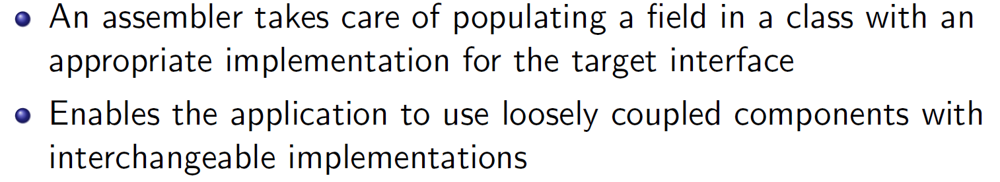 An assembler takes care of populating a field in a class with an
appropriate implementation for the target interface
Enables the application to use loosely coupled components with
interchangeable implementations